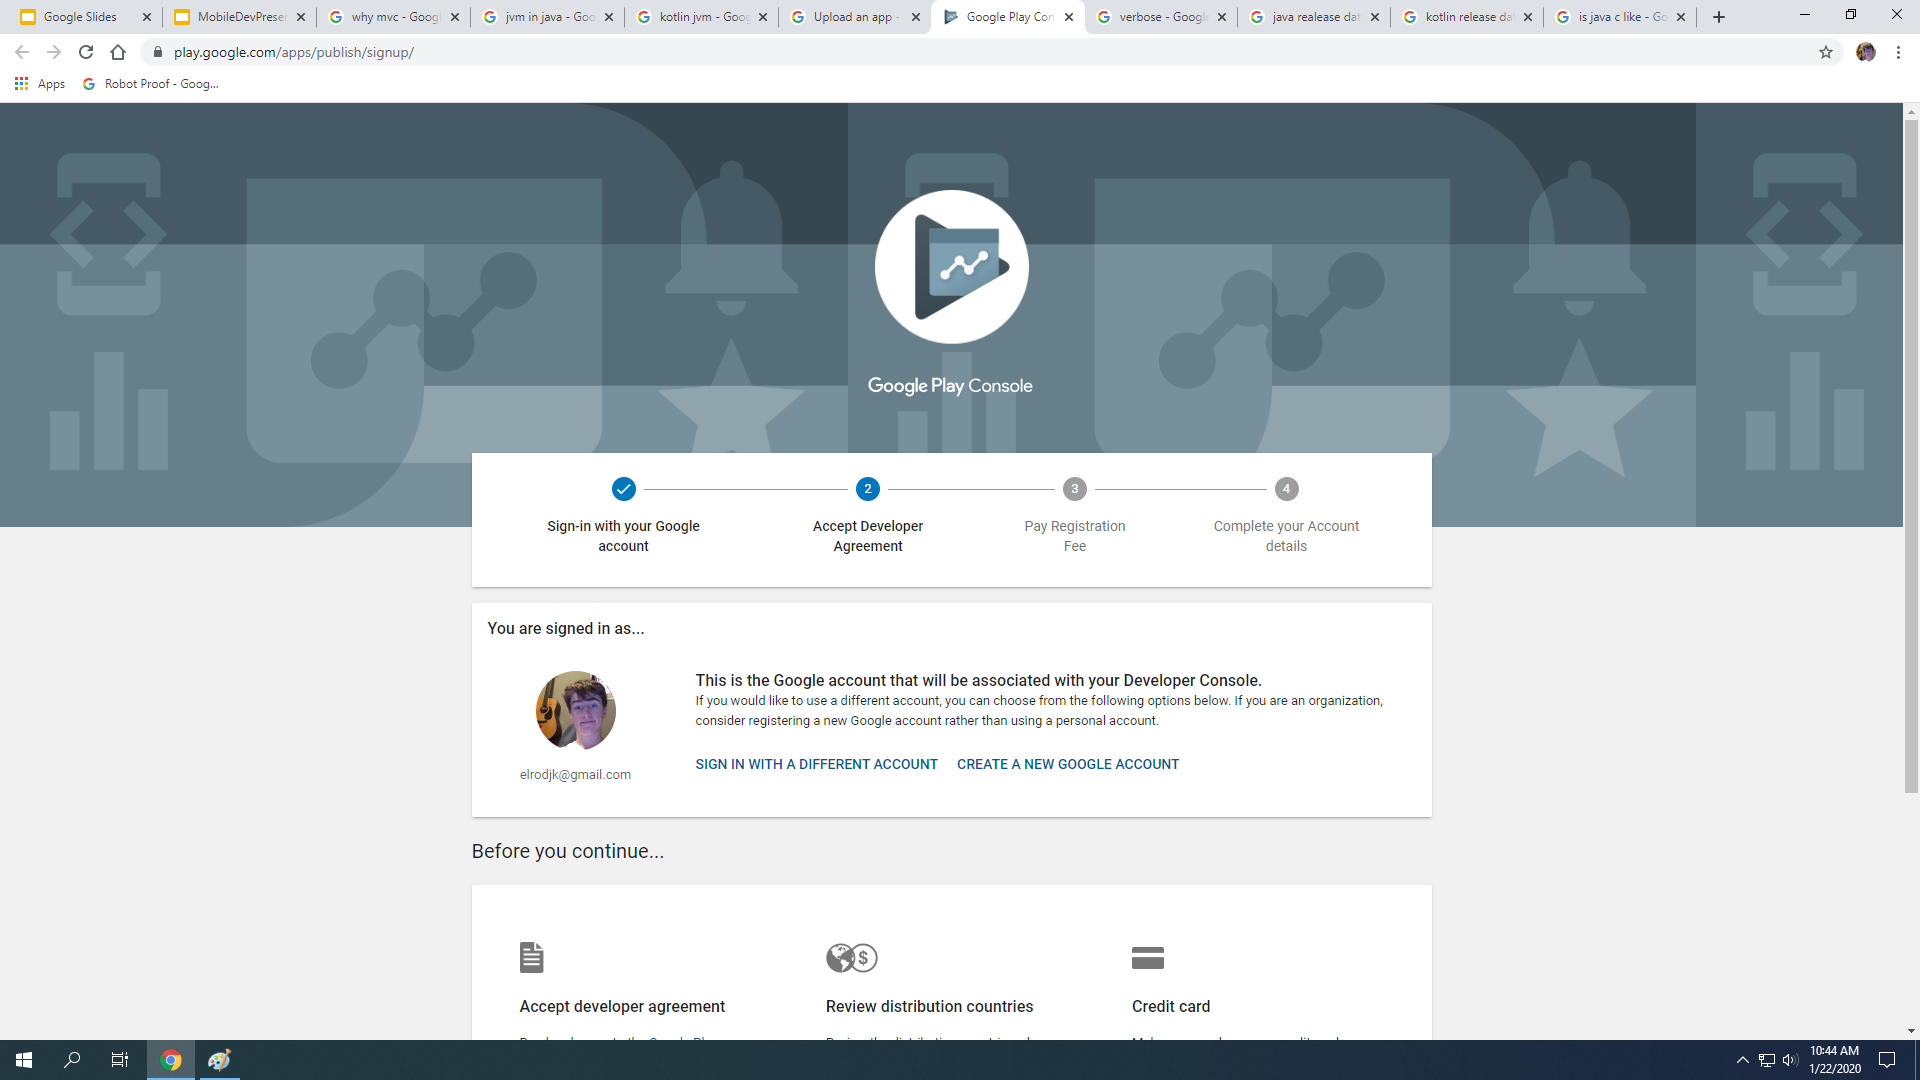 Google Slides
MobileDevPreser
why mvc - Googl
jvm in java - Goo
kotlin jvm - Goog
Upload an app -
Google Play Con
verbose - Google
java realease dat
kotlin release dat
is java c like - Go
play.google.com/apps/publish/signup/
Apps
Robot Proof - Goog...
Google Play Console
2
3
4
Sign-in with your Google
account
Accept Developer
Agreement
Pay Registration
Fee
Complete your Account
details
You are signed in as...
This is the Google account that will be associated with your Developer Console.
If you would like to use a different account, you can choose from the following options below. If you are an organization,
consider registering a new Google account rather than using a personal account.
SIGN IN WITH A DIFFERENT ACCOUNT
CREATE A NEW GOOGLE ACCOUNT
elrodjk@gmail.com
Before you continue...
$
Accept developer agreement
Review distribution countries
Credit card
10:44 AM
1/22/2020